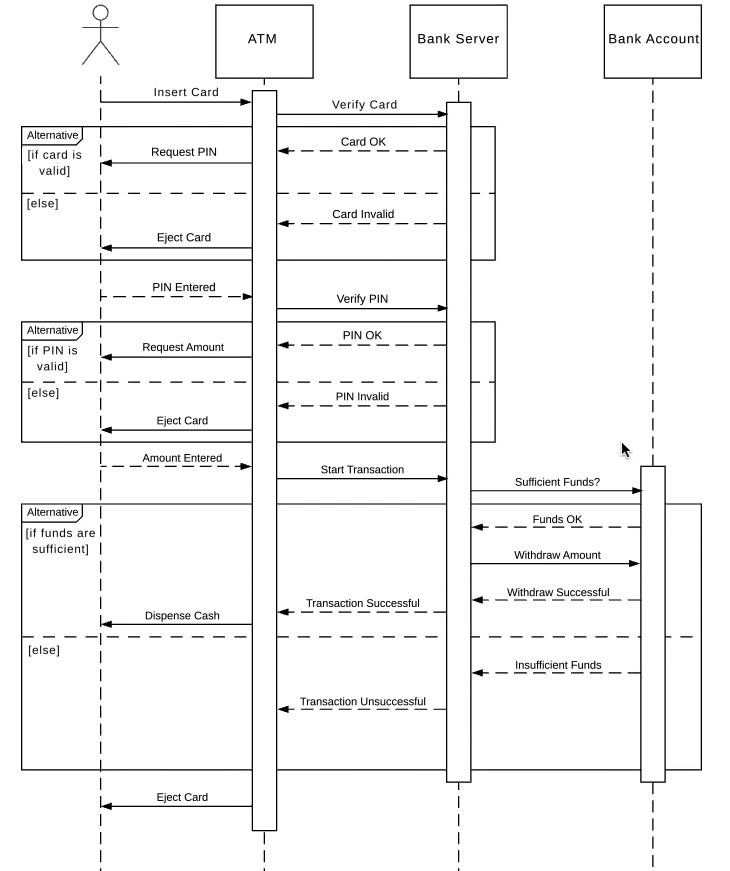 ATM
Bank Server
Bank Account
Insert Card
Verify Card
Alternative
[if card is
valid]
Card OK
Request PIN
[else]
Card Invalid
Eject Card
PIN Entered
Verify PIN
Alternative
[if PIN is
valid]
PIN OK
Request Amount
[else]
PIN Invalid
Eject Card
Amount Entered
Start Transaction
Sufficient Funds?
Alternative
[if funds are
sufficient]
Funds OK
Withdraw Amount
Withdraw Successful
Transaction Successful
Dispense Cash
[else]
Insufficient Funds
Transaction Unsuccessful
Eject Card